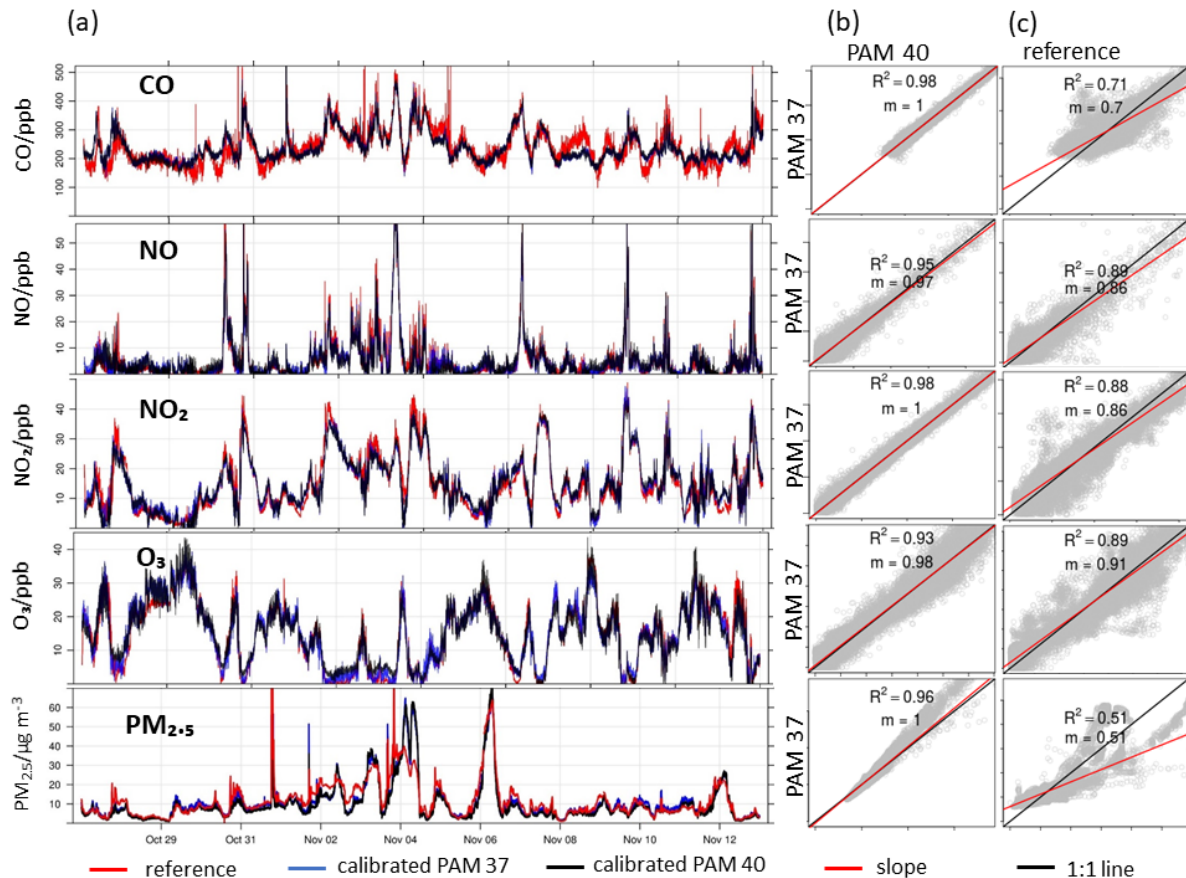 (a)
(b)
(c)
PAM 40
reference
CO
CO/ppb
500
400
300
200
100
PAM 37
R² = 0.98
m = 1
R² = 0.71
m = 0.7
NO
NO/ppb
50
40
30
20
10
PAM 37
R² = 0.95
m = 0.97
R² = 0.89
m = 0.86
NO₂
NO₂/ppb
40
30
20
10
PAM 37
R² = 0.98
m = 1
R² = 0.88
m = 0.86
O₃
O₃/ppb
40
30
20
10
PAM 37
R² = 0.93
m = 0.98
R² = 0.89
m = 0.91
PM₂.₅
PM₂.₅/µg m⁻³
60
50
40
30
20
10
PAM 37
R² = 0.96
m = 1
R² = 0.51
m = 0.51
Oct 29 Oct 31 Nov 02 Nov 04 Nov 06 Nov 08 Nov 10 Nov 12
reference calibrated PAM 37 calibrated PAM 40 slope 1:1 line